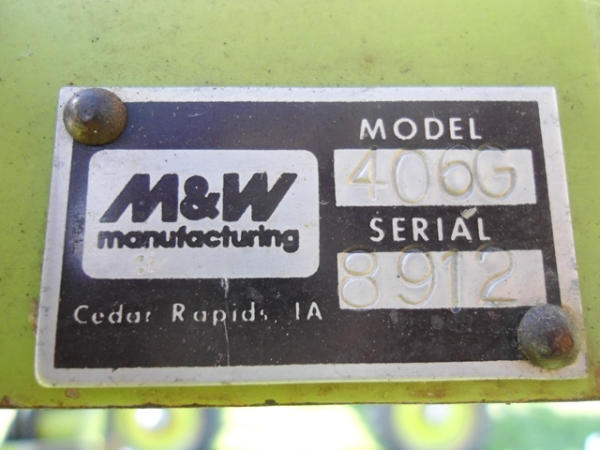 M&W
manufacturing
Cedar Rapids, IA
MODEL
406G
SERIAL
8912